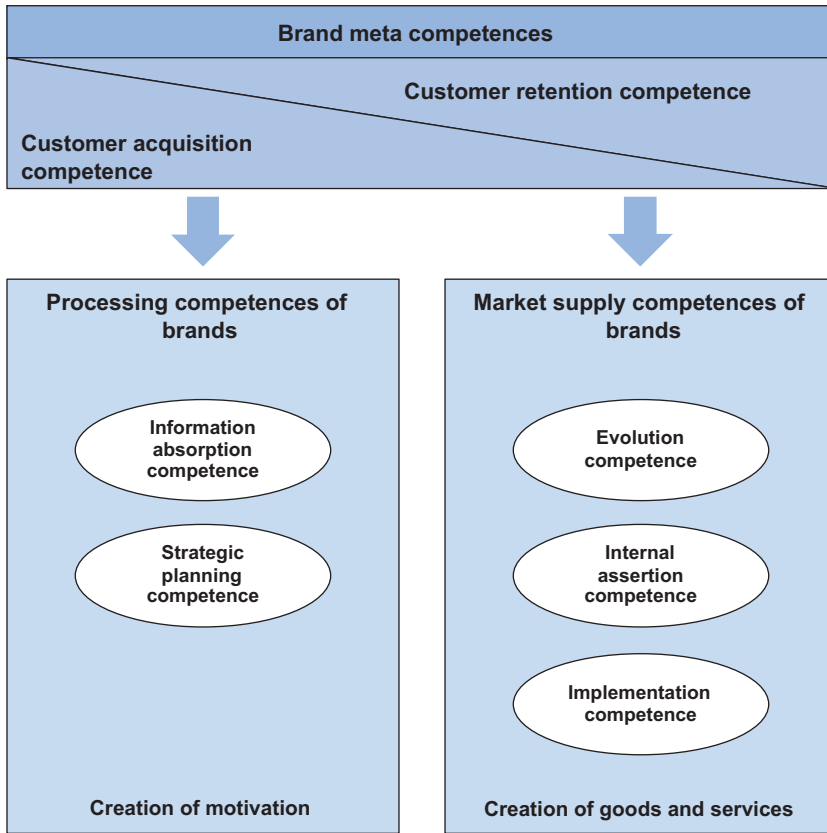 Brand meta competences
Customer retention competence
Customer acquisition
competence
Processing competences of
brands
Information
absorption
competence
Strategic
planning
competence
Creation of motivation
Market supply competences of
brands
Evolution
competence
Internal
assertion
competence
Implementation
competence
Creation of goods and services